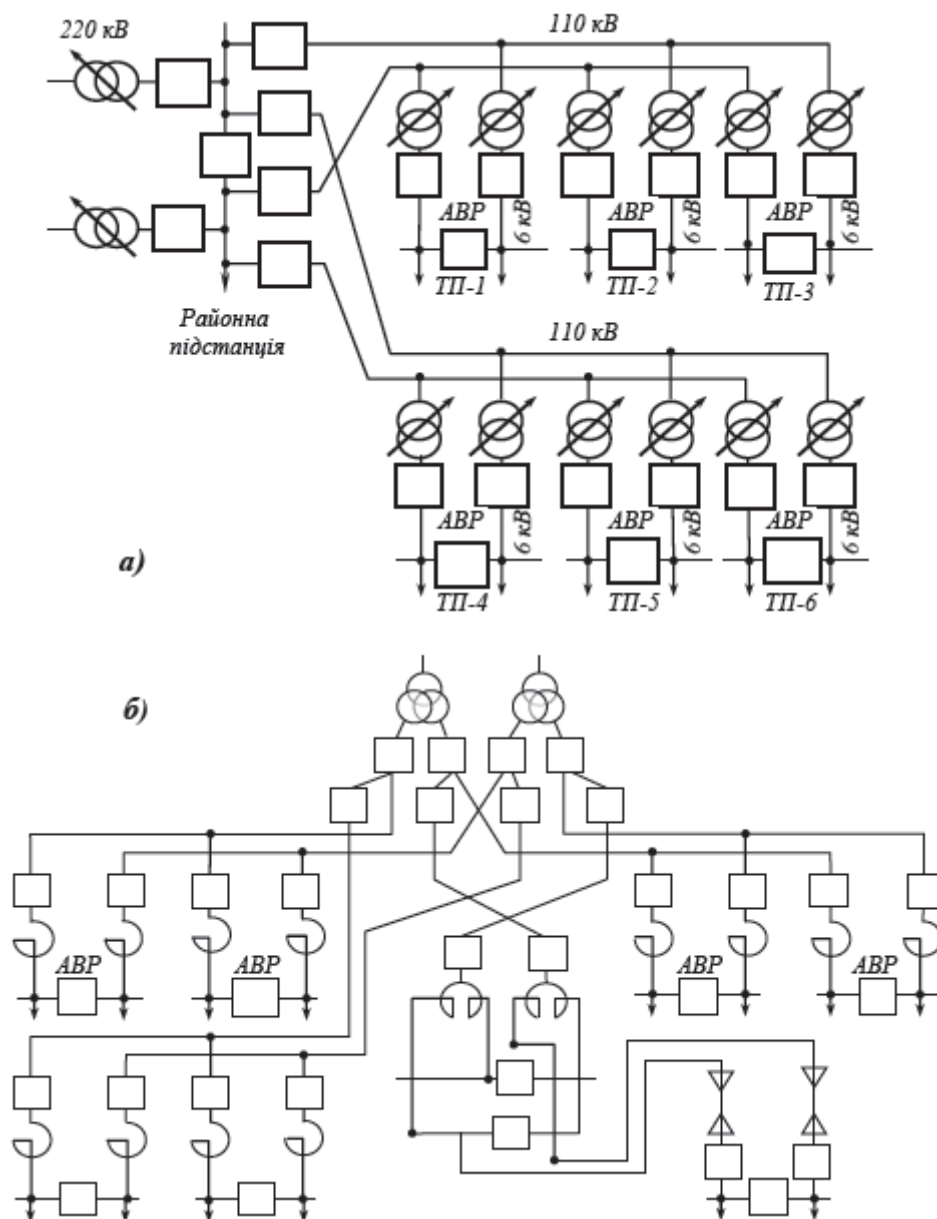 а)
220 кВ
110 кВ
АВР
6 кВ
АВР
6 кВ
АВР
6 кВ
ТП-1
ТП-2
ТП-3
Районна
підстанція
110 кВ
АВР
6 кВ
АВР
6 кВ
АВР
6 кВ
ТП-4
ТП-5
ТП-6
б)
АВР
АВР
АВР
АВР